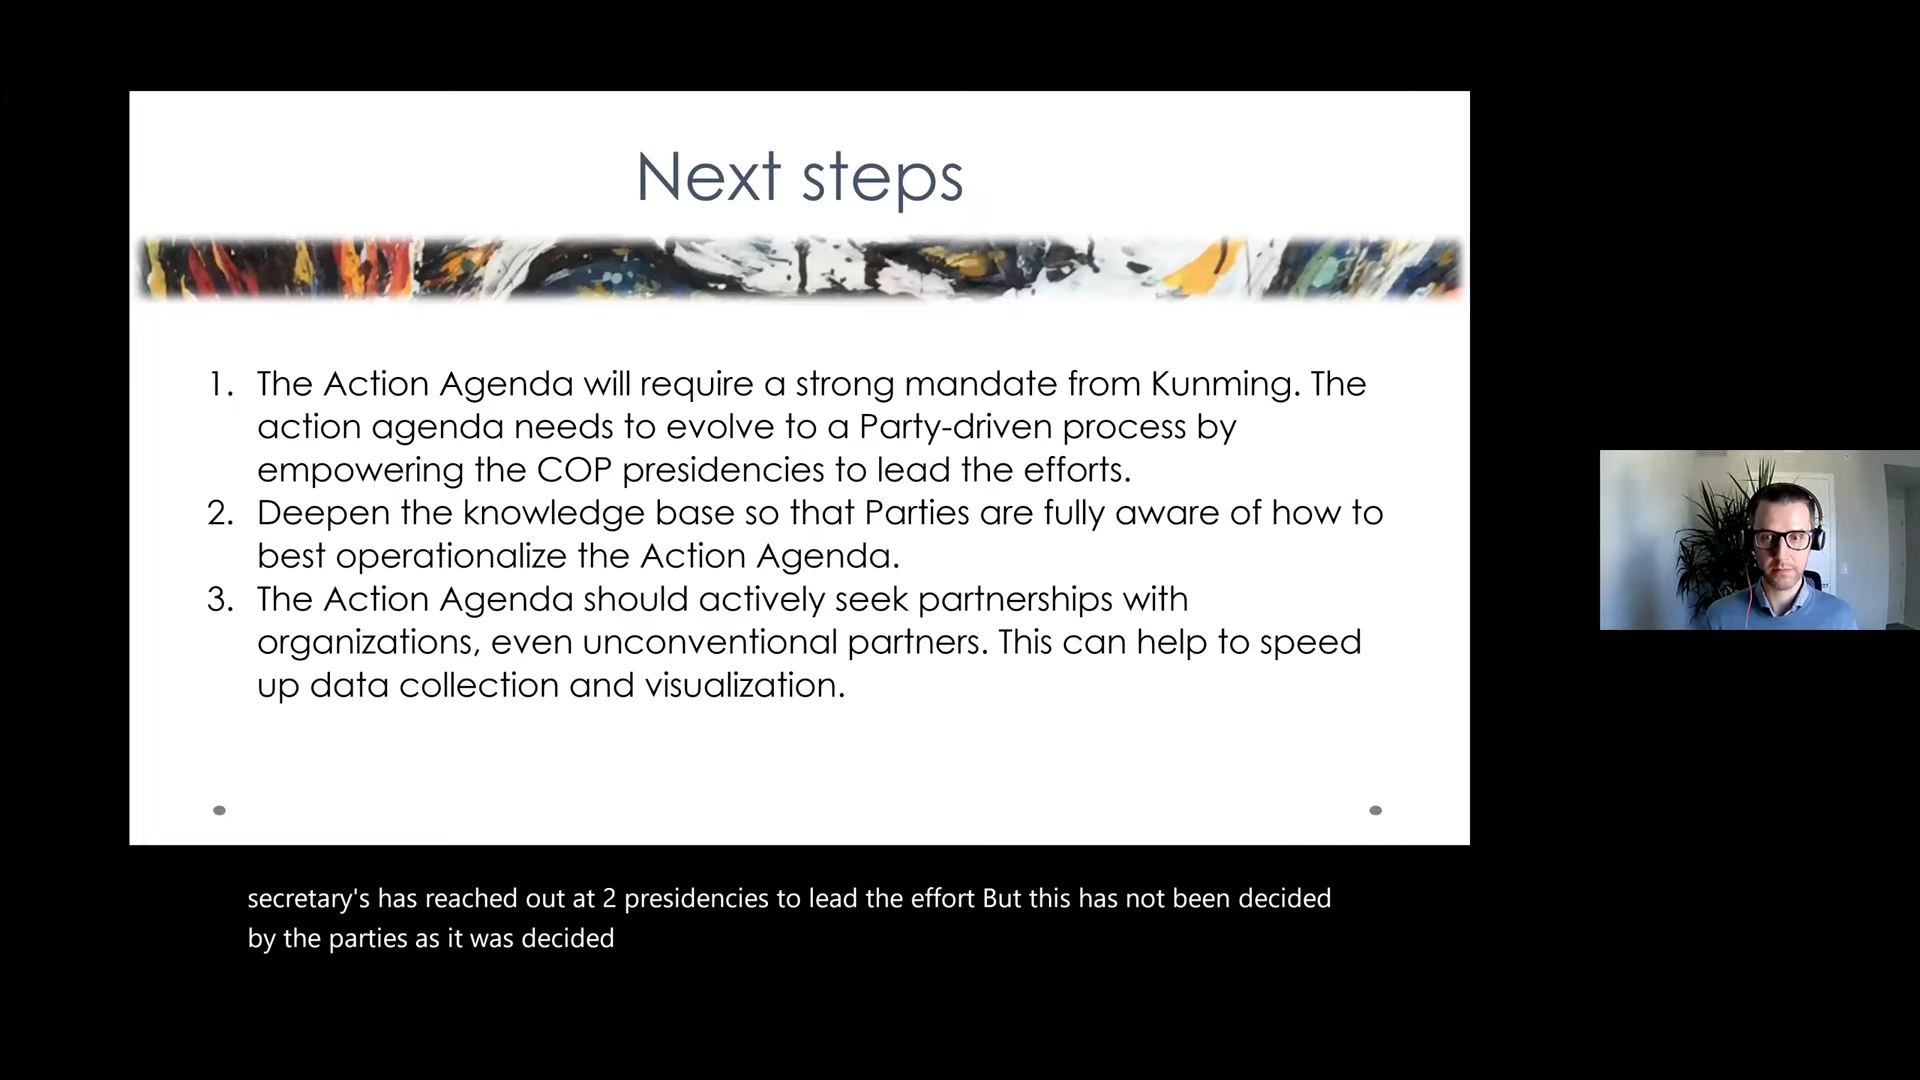 Next steps
1. The Action Agenda will require a strong mandate from Kunming. The
action agenda needs to evolve to a Party-driven process by
empowering the COP presidencies to lead the efforts.
2. Deepen the knowledge base so that Parties are fully aware of how to
best operationalize the Action Agenda.
3. The Action Agenda should actively seek partnerships with
organizations, even unconventional partners. This can help to speed
up data collection and visualization.
secretary's has reached out at 2 presidencies to lead the effort But this has not been decided
by the parties as it was decided